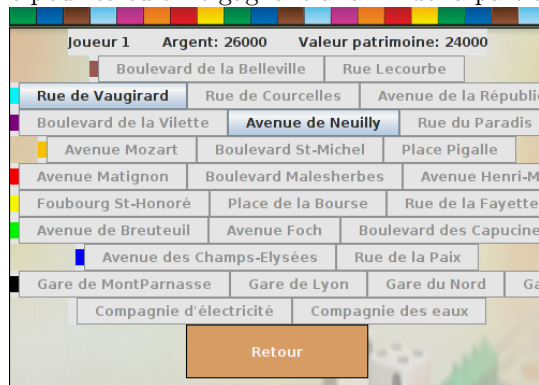 Joueur 1 Argent: 26000 Valeur patrimoine: 24000
Boulevard de la Belleville Rue Lecourbe
Rue de Vaugirard Rue de Courcelles Avenue de la Républi
Boulevard de la Vilette Avenue de Neuilly Rue du Paradis
Avenue Mozart Boulevard St-Michel Place Pigalle
Avenue Matignon Boulevard Malesherbes Avenue Henri-M
Foubourg St-Honoré Place de la Bourse Rue de la Fayette
Avenue de Breuteuil Avenue Foch Boulevard des Capucine
Avenue des Champs-Elysées Rue de la Paix
Gare de MontParnasse Gare de Lyon Gare du Nord Ga
Compagnie d'électricité Compagnie des eaux
Retour